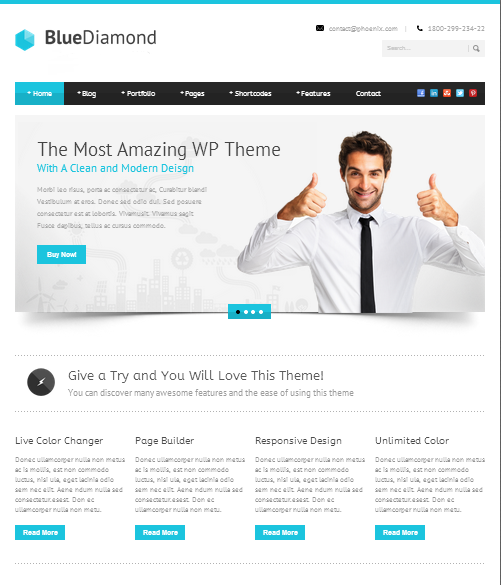 contact@phoenix.com | 1800-299-234-22
BlueDiamond
Search...
+ Home +Blog + Portfolio + Pages + Shortcodes + Features Contact
The Most Amazing WP Theme
With A Clean and Modern Deisgn
Morbi leo risus, porta ac consectetur ac, Curabitur blandi
Vestibulum at eros. Donec sed odio dui. Sed posuere
consectetur est at lobortis. Vivamusit. Vivamus sagit
Fusce dapibus, tellus ac cursus commodo.
Buy Now!
Give a Try and You Will Love This Theme!
You can discover many awesome features and the ease of using this theme
Live Color Changer
Donec ullamcorper nulla non metus
ac is mollis, est non commodo
luctus, nisi ula, eget lacinia odio
sem nec elit. Aene ndum nulla sed
consectetur.esest. Don ec
ullamcorper nulla non metu.
Read More
Page Builder
Donec ullamcorper nulla non metus
ac is mollis, est non commodo
luctus, nisi ula, eget lacinia odio
sem nec elit. Aene ndum nulla sed
consectetur.esest. Don ec
ullamcorper nulla non metu.
Read More
Responsive Design
Donec ullamcorper nulla non metus
ac is mollis, est non commodo
luctus, nisi ula, eget lacinia odio
sem nec elit. Aene ndum nulla sed
consectetur.esest. Don ec
ullamcorper nulla non metu.
Read More
Unlimited Color
Donec ullamcorper nulla non metus
ac is mollis, est non commodo
luctus, nisi ula, eget lacinia odio
sem nec elit. Aene ndum nulla sed
consectetur.esest. Don ec
ullamcorper nulla non metu.
Read More